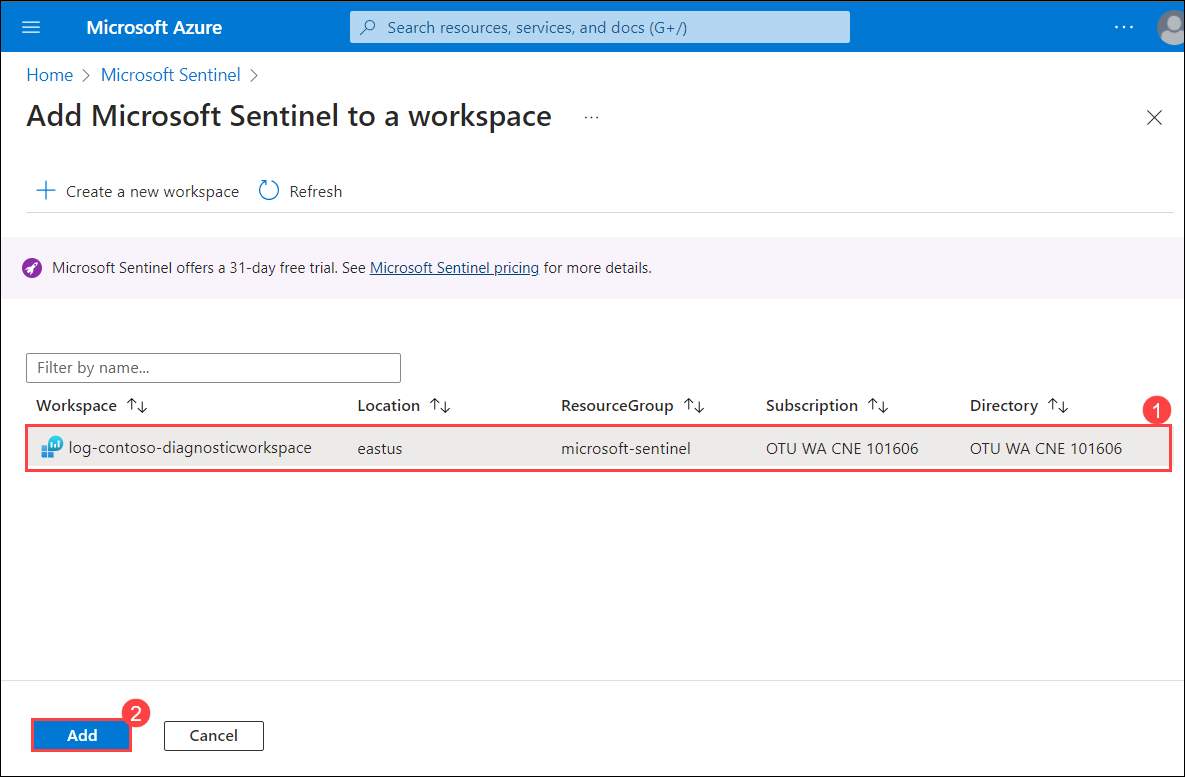 Microsoft Azure
Search resources, services, and docs (G+/)
...
Home > Microsoft Sentinel >
Add Microsoft Sentinel to a workspace ...
Create a new workspace Refresh
Microsoft Sentinel offers a 31-day free trial. See Microsoft Sentinel pricing for more details.
Filter by name...
Workspace ↑↓ Location ↑↓ ResourceGroup ↑↓ Subscription ↑↓ Directory ↑↓
1
log-contoso-diagnosticworkspace eastus microsoft-sentinel OTU WA CNE 101606 OTU WA CNE 101606
2
Add Cancel